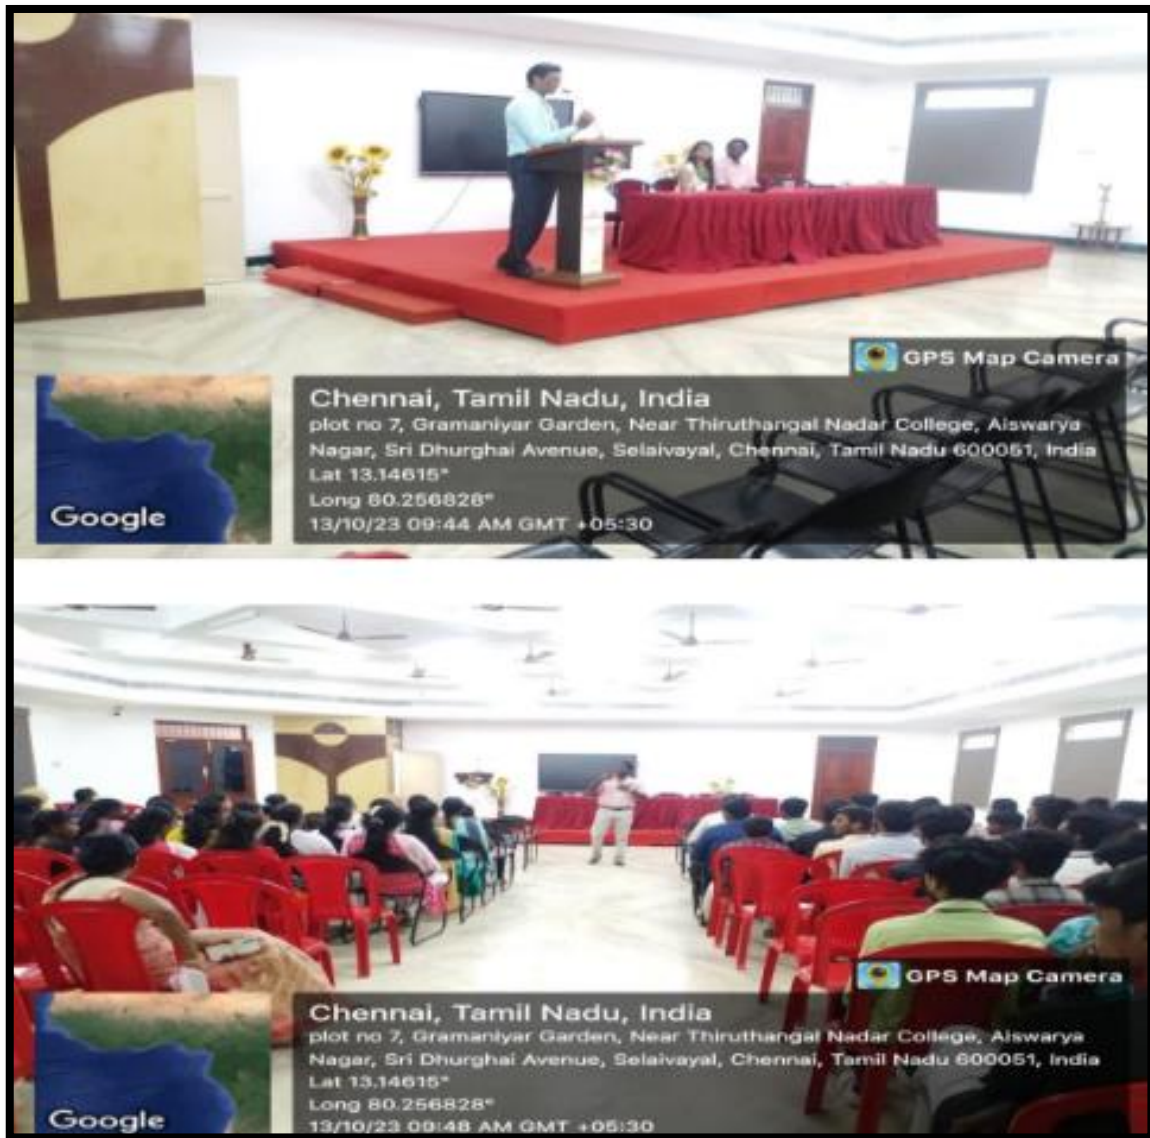 GPS Map Camera
Chennai, Tamil Nadu, India
plot no 7, Gramaniyar Garden, Near Thiruthangal Nadar College, Aiswarya
Nagar, Sri Dhurghai Avenue, Selaivayal, Chennai, Tamil Nadu 600051, India
Lat 13.14615°
Long 80.256828°
13/10/23 09:44 AM GMT +05:30
Google
GPS Map Camera
Chennai, Tamil Nadu, India
plot no 7, Gramaniyar Garden, Near Thiruthangal Nadar College, Aiswarya
Nagar, Sri Dhurghai Avenue, Selaivayal, Chennai, Tamil Nadu 600051, India
Lat 13.14615°
Long 80.256828°
13/10/23 09:48 AM GMT +05:30
Google